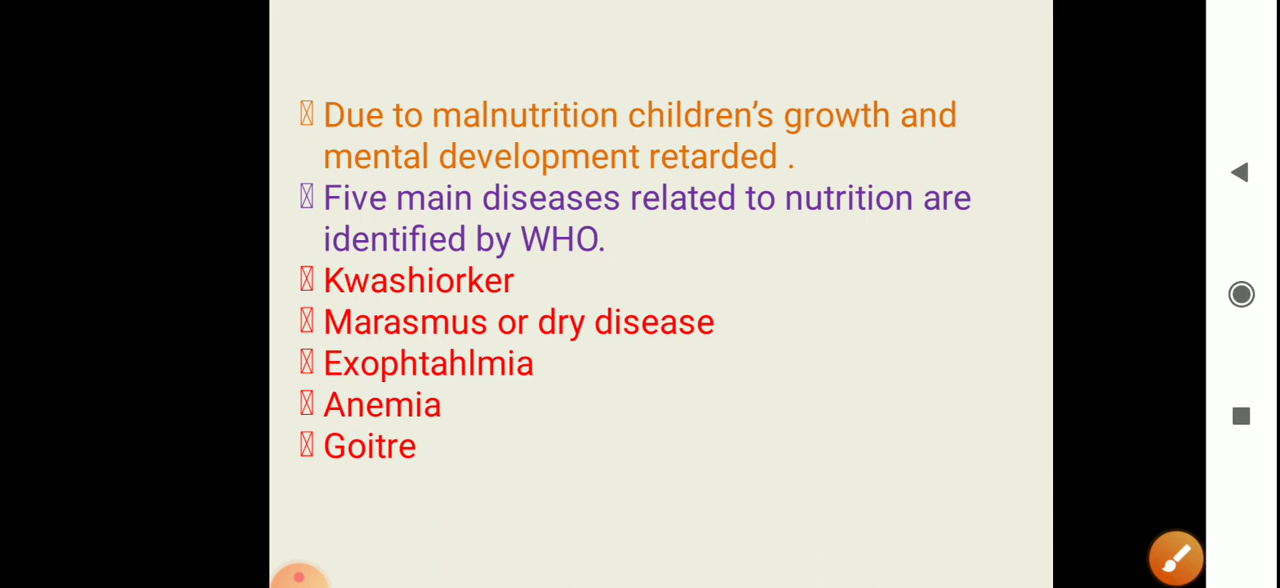 Due to malnutrition children’s growth and
mental development retarded .
Five main diseases related to nutrition are
identified by WHO.
Kwashiorker
Marasmus or dry disease
Exophtahlmia
Anemia
Goitre